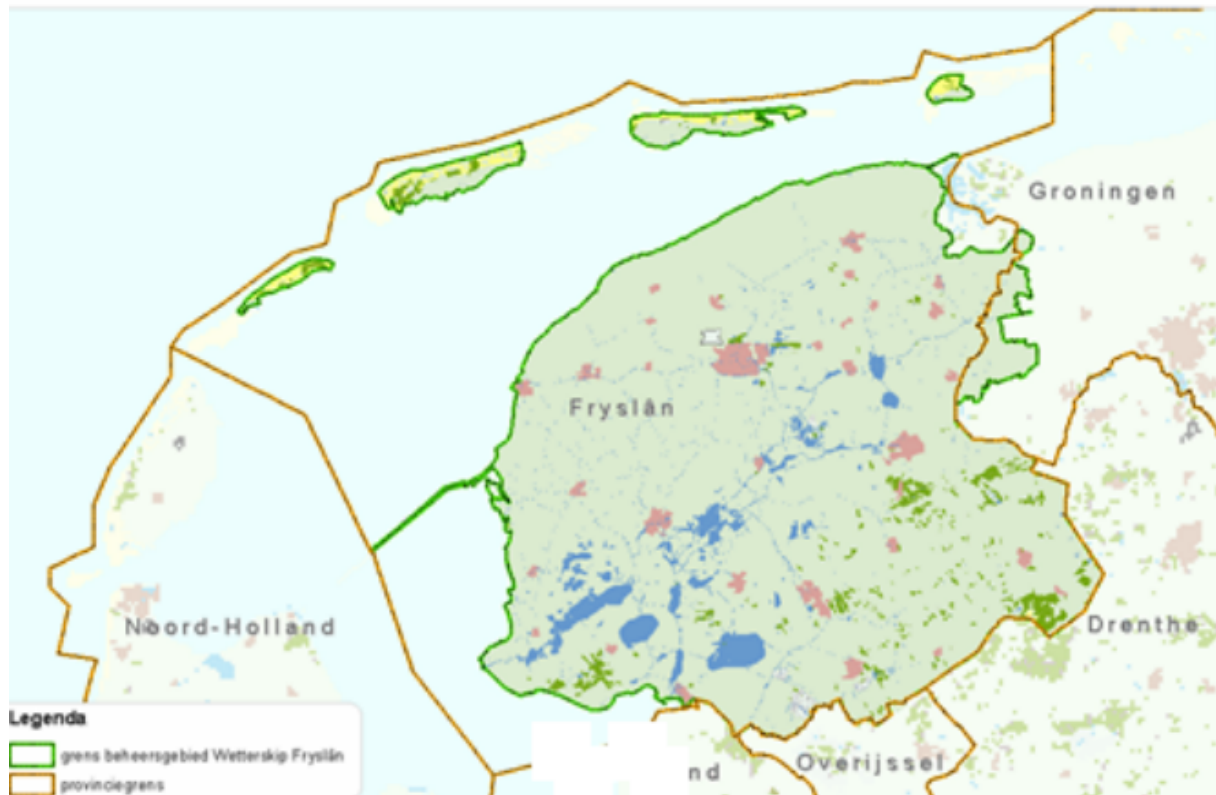 Groningen
Fryslân
Noord-Holland
Drenthe
Legenda
grens beheersgebied Wetterskip Fryslân
nd
Overijssel
provinciegrens